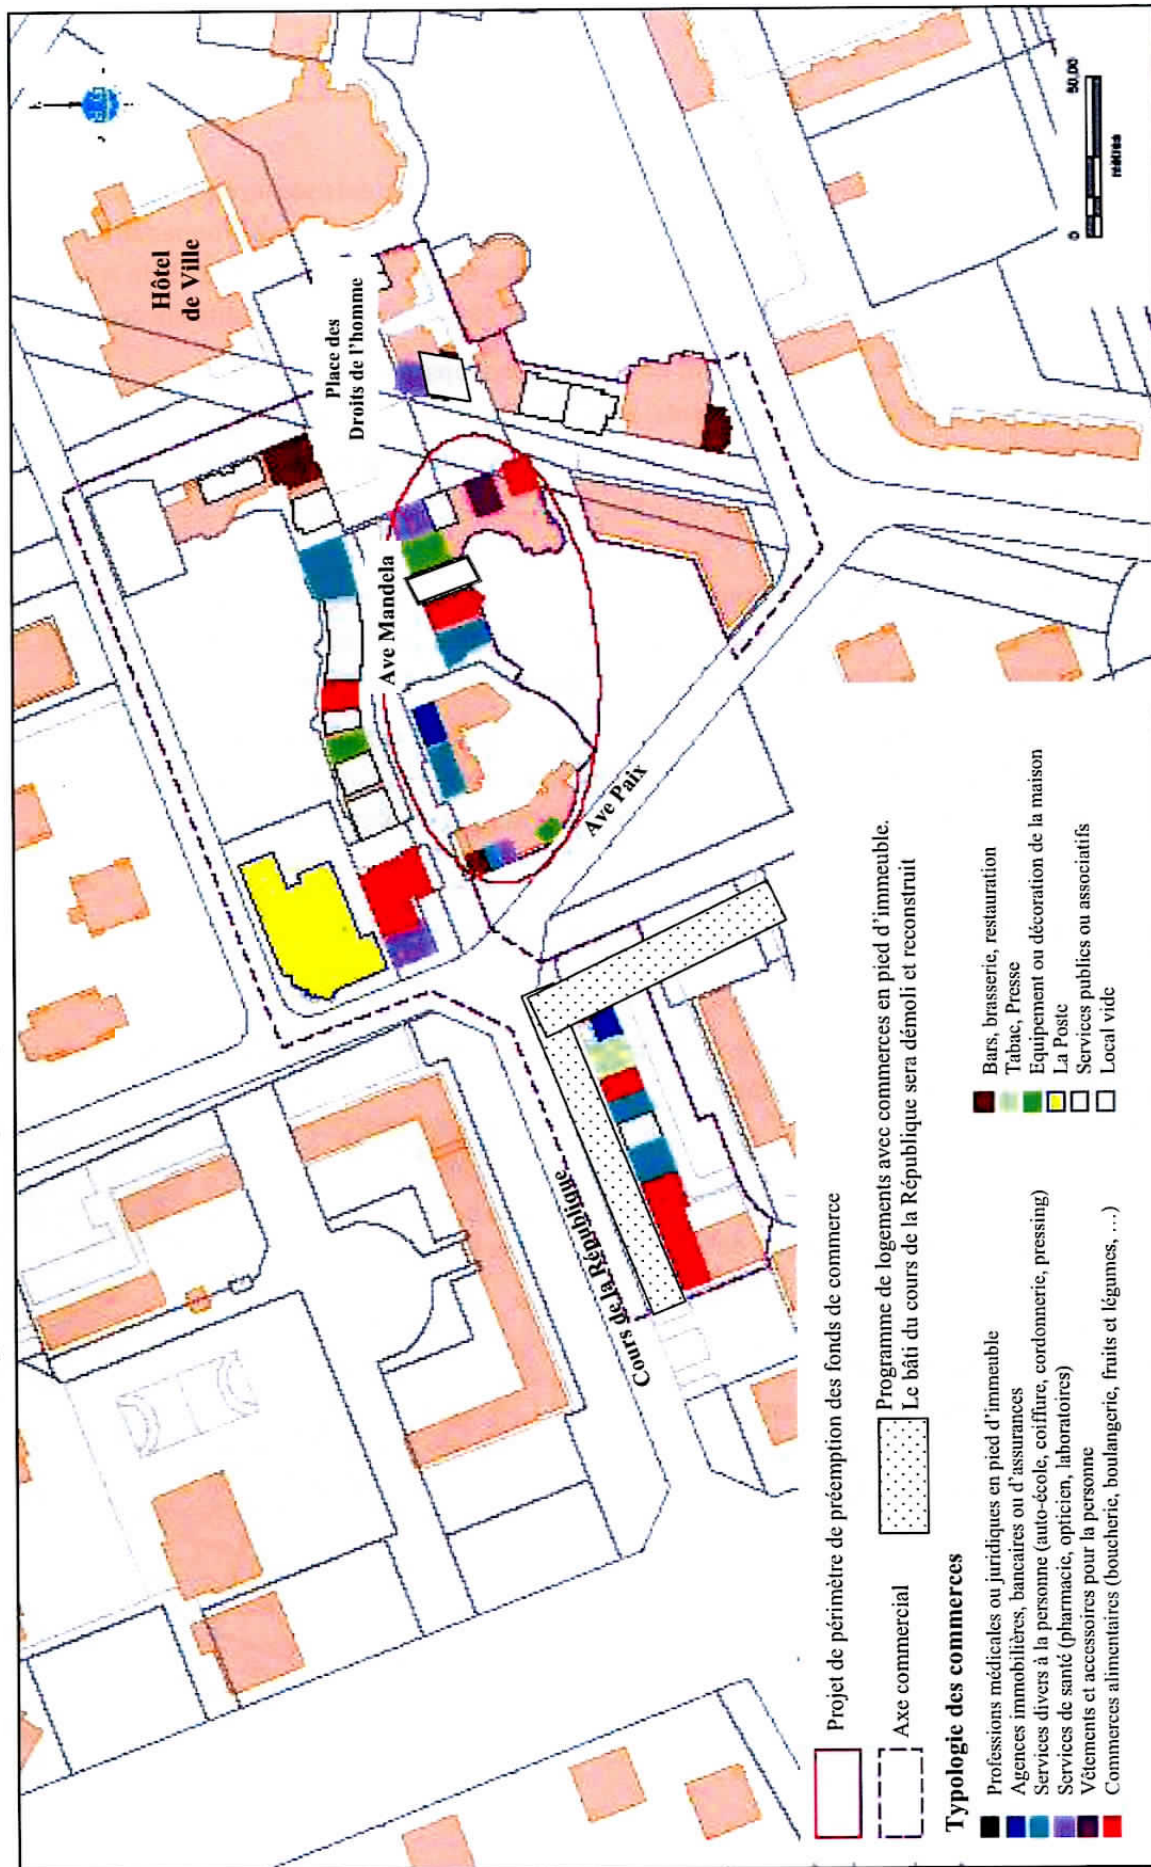 Hôtel
de Ville
Place des
Droits de l'homme
Ave Mandela
Ave Paix
Cours de la République
0
50,00
mètres
Projet de périmètre de préemption des fonds de commerce
Axe commercial
Programme de logements avec commerces en pied d'immeuble.
Le bâti du cours de la République sera démoli et reconstruit
Typologie des commerces
Professions médicales ou juridiques en pied d'immeuble
Agences immobilières, bancaires ou d'assurances
Services divers à la personne (auto-école, coiffure, cordonnerie, pressing)
Services de santé (pharmacie, opticien, laboratoires)
Vêtements et accessoires pour la personne
Commerces alimentaires (boucherie, boulangerie, fruits et légumes, …)
Bars, brasserie, restauration
Tabac, Presse
Equipement ou décoration de la maison
La Poste
Services publics ou associatifs
Local vide